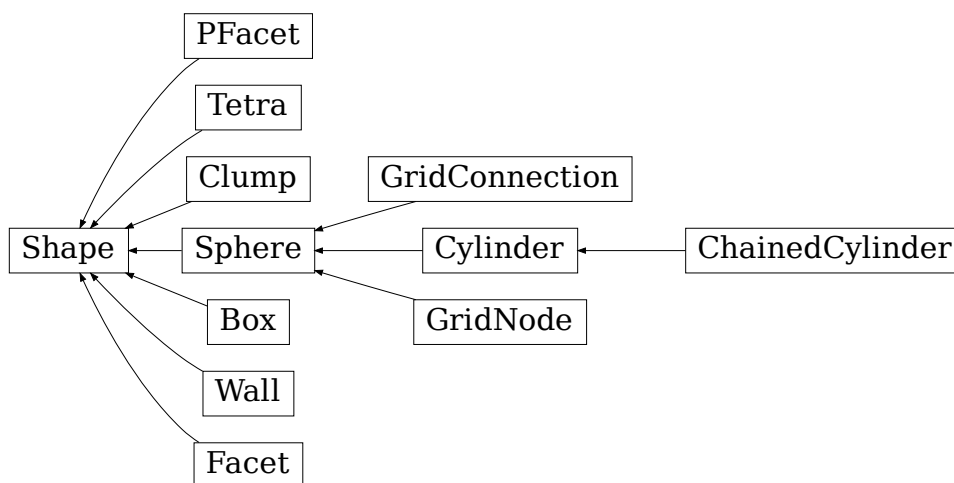 PFacet
Tetra
Clump
GridConnection
Shape
Sphere
Cylinder
ChainedCylinder
Box
GridNode
Wall
Facet